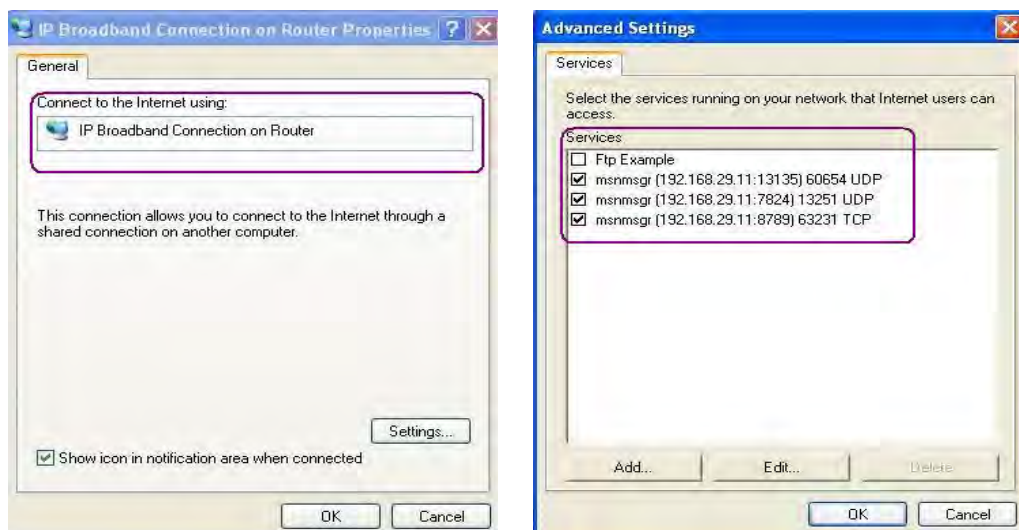 IP Broadband Connection on Router Properties
General
Connect to the Internet using:
IP Broadband Connection on Router
This connection allows you to connect to the Internet through a
shared connection on another computer.
Settings...
Show icon in notification area when connected
OK
Cancel
Advanced Settings
Services
Select the services running on your network that Internet users can
access.
Services
Ftp Example
msnmsgr (192.168.29.11:13135) 60654 UDP
msnmsgr (192.168.29.11:7824) 13251 UDP
msnmsgr (192.168.29.11:8789) 63231 TCP
Add...
Edit...
Delete
OK
Cancel